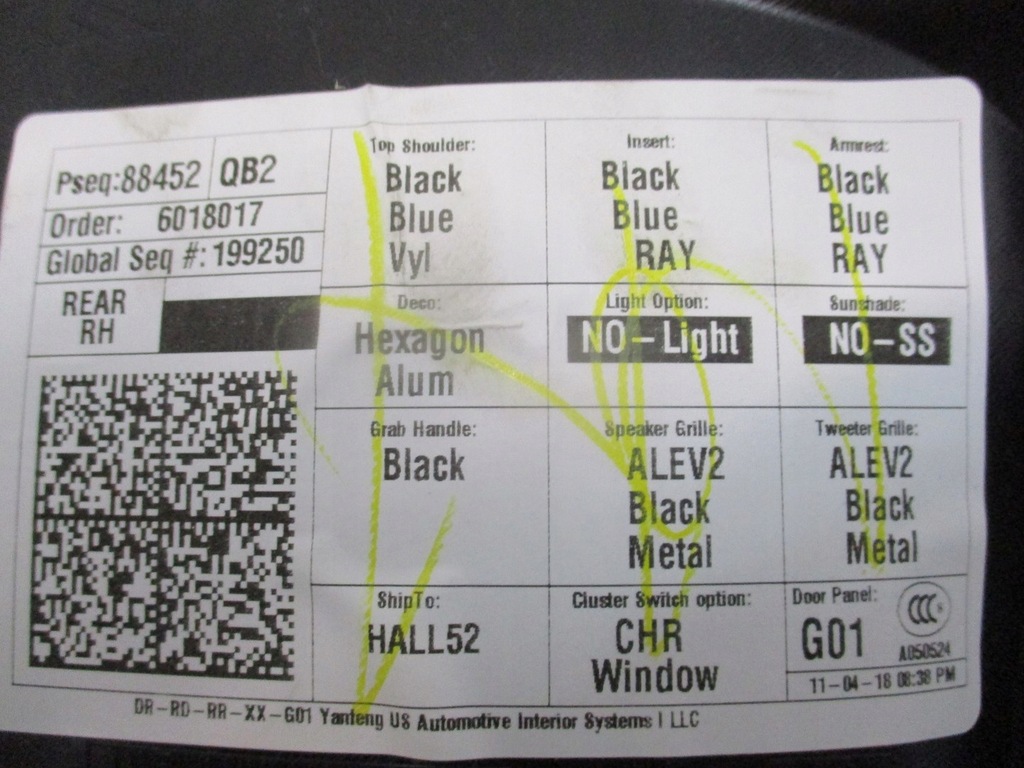 Pseq:88452 QB2
Order: 6018017
Global Seq #: 199250
REAR
RH
Top Shoulder:
Black
Blue
Vyl
Insert:
Black
Blue
RAY
Armrest:
Black
Blue
RAY
Deco:
Hexagon
Alum
Light Option:
NO-Light
Sunshade:
NO-SS
Grab Handle:
Black
Speaker Grille:
ALEV2
Black
Metal
Tweeter Grille:
ALEV2
Black
Metal
ShipTo:
HALL52
Cluster Switch option:
CHR
Window
Door Panel:
G01
CCC S
A050524
11-04-18 08:38 PM
DR-RD-RR-XX-G01 Yanfeng US Automotive Interior Systems I LLC